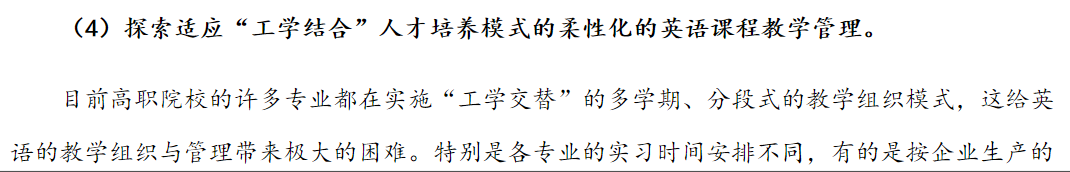 （4）探索适应“工学结合”人才培养模式的柔性化的英语课程教学管理。
目前高职院校的许多专业都在实施“工学交替”的多学期、分段式的教学组织模式，这给英
语的教学组织与管理带来极大的困难。特别是各专业的实习时间安排不同，有的是按企业生产的